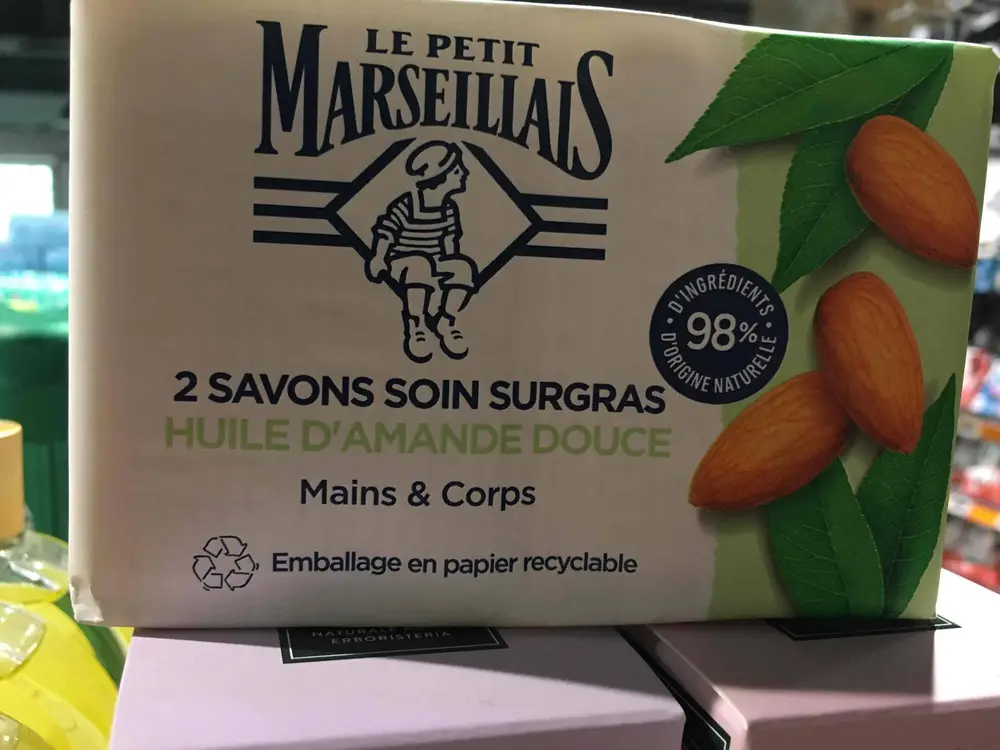 LE PETIT
MARSEILLAIS
D'INGRÉDIENTS
98%
D'ORIGINE NATURELLE
2 SAVONS SOIN SURGRAS
HUILE D'AMANDE DOUCE
Mains & Corps
Emballage en papier recyclable
NATURALE
ERBORISTERIA